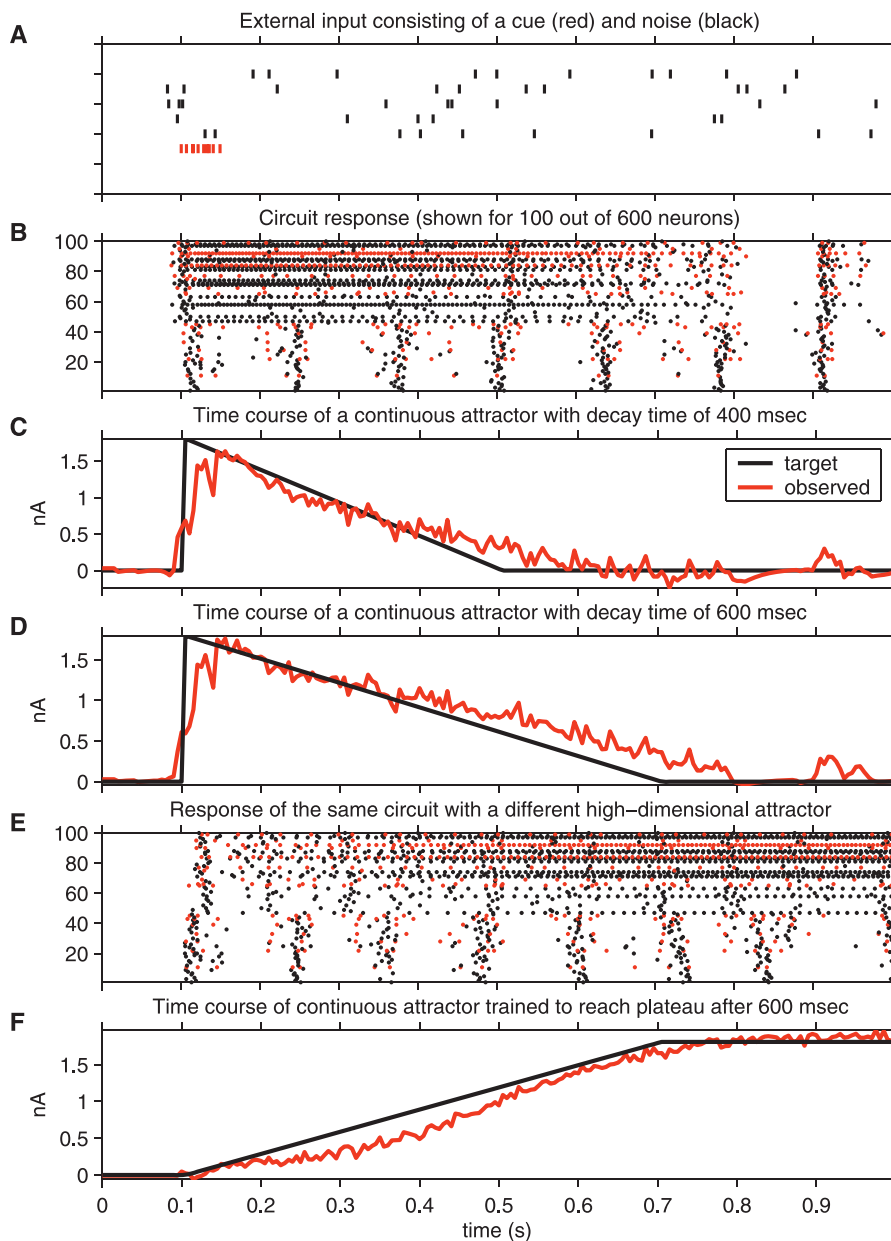 A
External input consisting of a cue (red) and noise (black)
B
Circuit response (shown for 100 out of 600 neurons)
100
80
60
40
20
C
Time course of a continuous attractor with decay time of 400 msec
1.5
1
0.5
0
nA
target
observed
D
Time course of a continuous attractor with decay time of 600 msec
1.5
1
0.5
0
nA
E
Response of the same circuit with a different high–dimensional attractor
100
80
60
40
20
F
Time course of continuous attractor trained to reach plateau after 600 msec
1.5
1
0.5
0
nA
0 0.1 0.2 0.3 0.4 0.5 0.6 0.7 0.8 0.9
time (s)